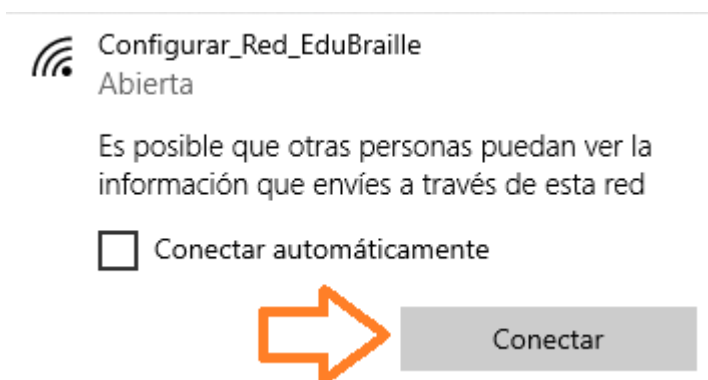 Configurar_Red_EduBraille
Abierta
Es posible que otras personas puedan ver la
información que envíes a través de esta red
Conectar automáticamente
Conectar